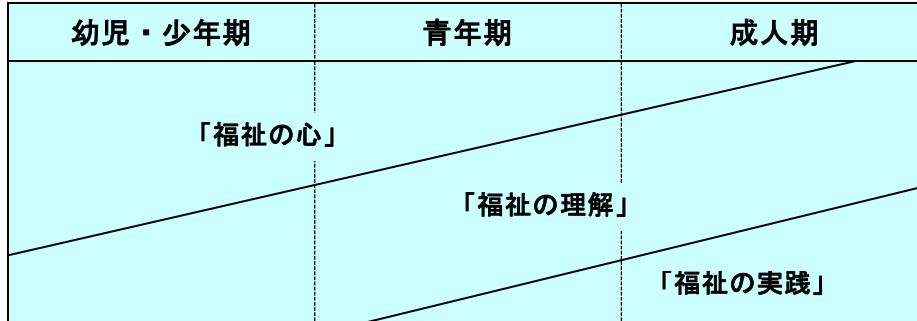 幼児・少年期
青年期
成人期
「福祉の心」
「福祉の理解」
「福祉の実践」